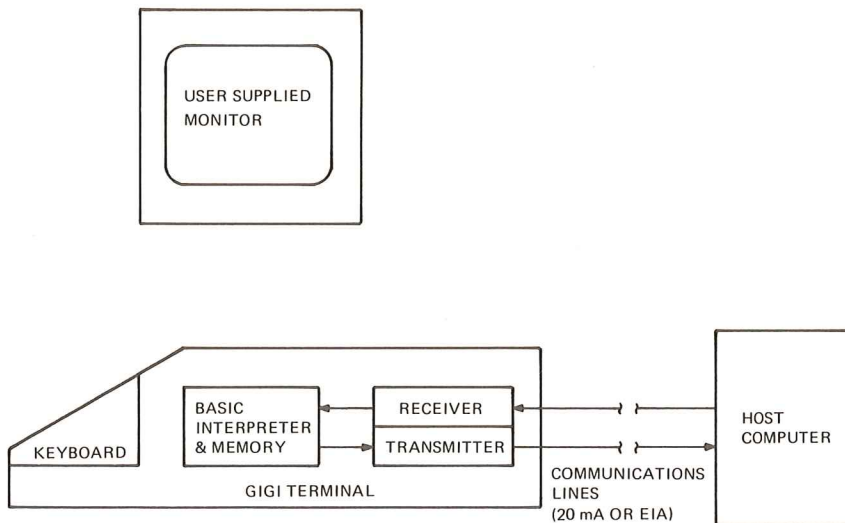 USER SUPPLIED
MONITOR
BASIC
INTERPRETER
& MEMORY
RECEIVER
TRANSMITTER
KEYBOARD
GIGI TERMINAL
COMMUNICATIONS
LINES
(20 mA OR EIA)
HOST
COMPUTER